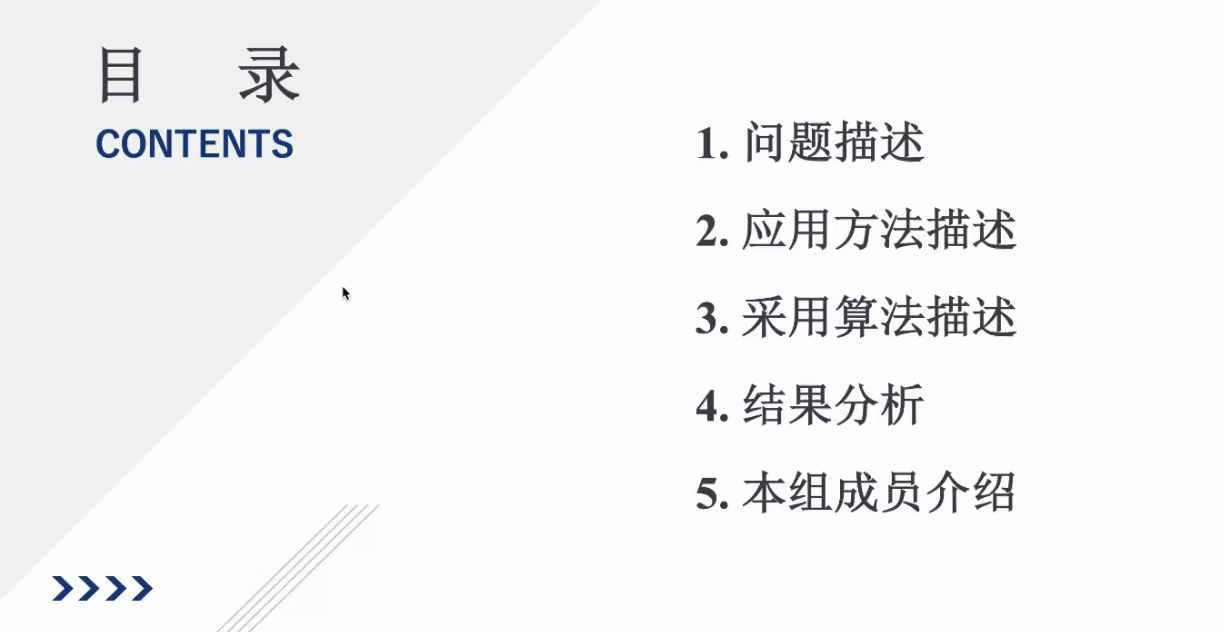 目 录
CONTENTS
1. 问题描述
2. 应用方法描述
3. 采用算法描述
4. 结果分析
5. 本组成员介绍